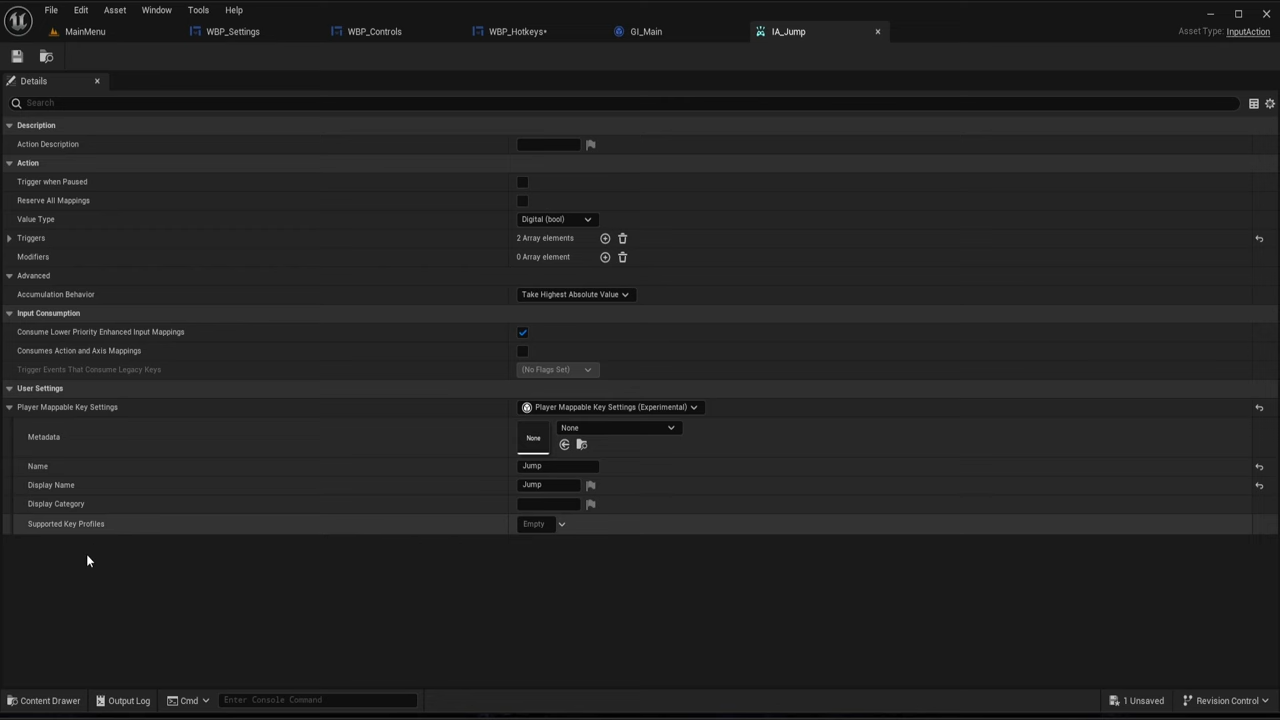 File Edit Asset Window Tools Help
MainMenu WBP_Settings WBP_Controls WBP_Hotkeys* GI_Main IA_Jump
Asset Type: InputAction
Details
Search
Description
Action Description
Action
Trigger when Paused
Reserve All Mappings
Value Type Digital (bool)
Triggers 2 Array elements
Modifiers 0 Array element
Advanced
Accumulation Behavior Take Highest Absolute Value
Input Consumption
Consume Lower Priority Enhanced Input Mappings
Consumes Action and Axis Mappings
Trigger Events That Consume Legacy Keys (No Flags Set)
User Settings
Player Mappable Key Settings Player Mappable Key Settings (Experimental)
Metadata None None
Name Jump
Display Name Jump
Display Category
Supported Key Profiles Empty
Content Drawer Output Log Cmd Enter Console Command 1 Unsaved Revision Control